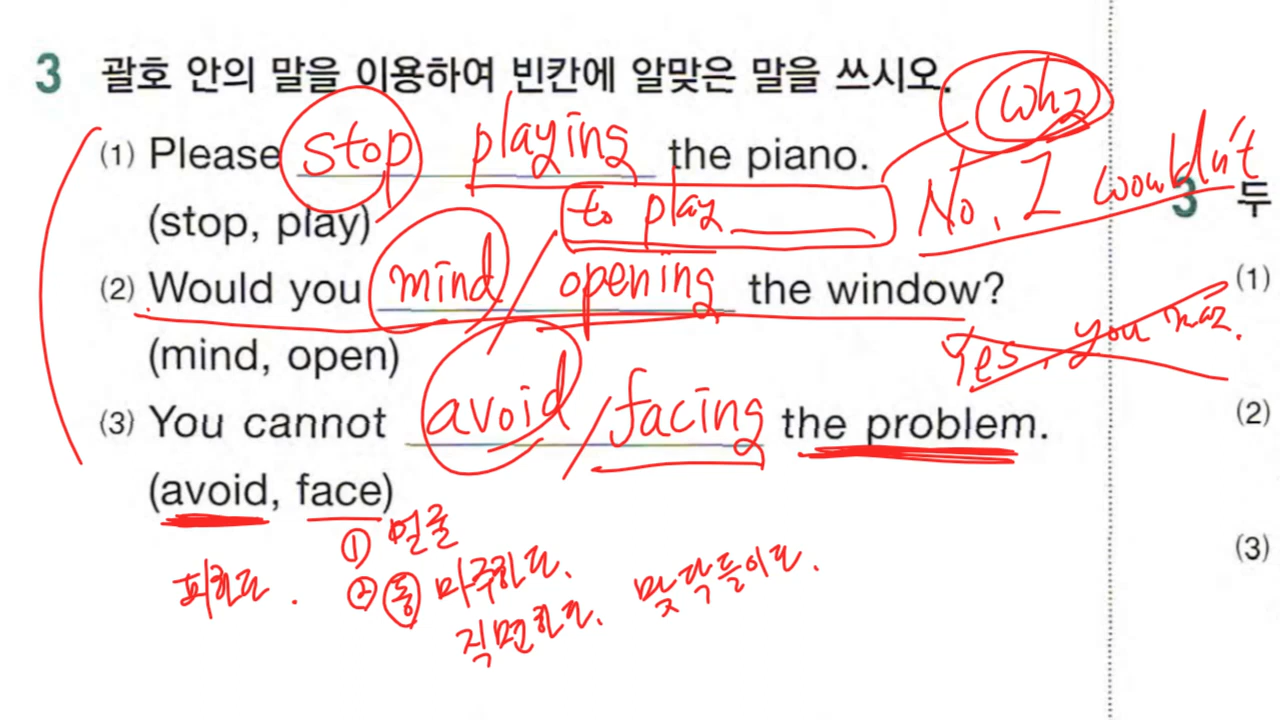 3 괄호 안의 말을 이용하여 빈칸에 알맞은 말을 쓰시오.
why
(1) Please stop playing the piano.
No, I wouldn't
(stop, play)
to play
3 두
(2) Would you mind opening the window?
(1)
Yes, you may.
(mind, open)
(3) You cannot avoid facing the problem.
(2)
(avoid, face)
① 얼굴
피하다.
② 동 마주하다.
맞닥들이다.
직면하다.
(3)